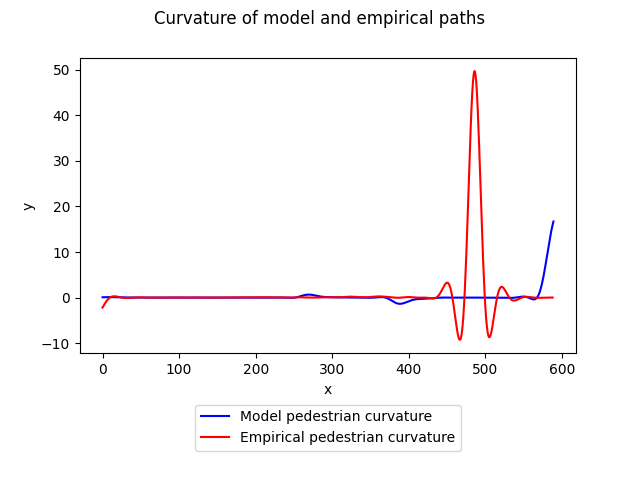 Curvature of model and empirical paths
50
40
30
20
10
0
−10
y
0 100 200 300 400 500 600
x
Model pedestrian curvature
Empirical pedestrian curvature